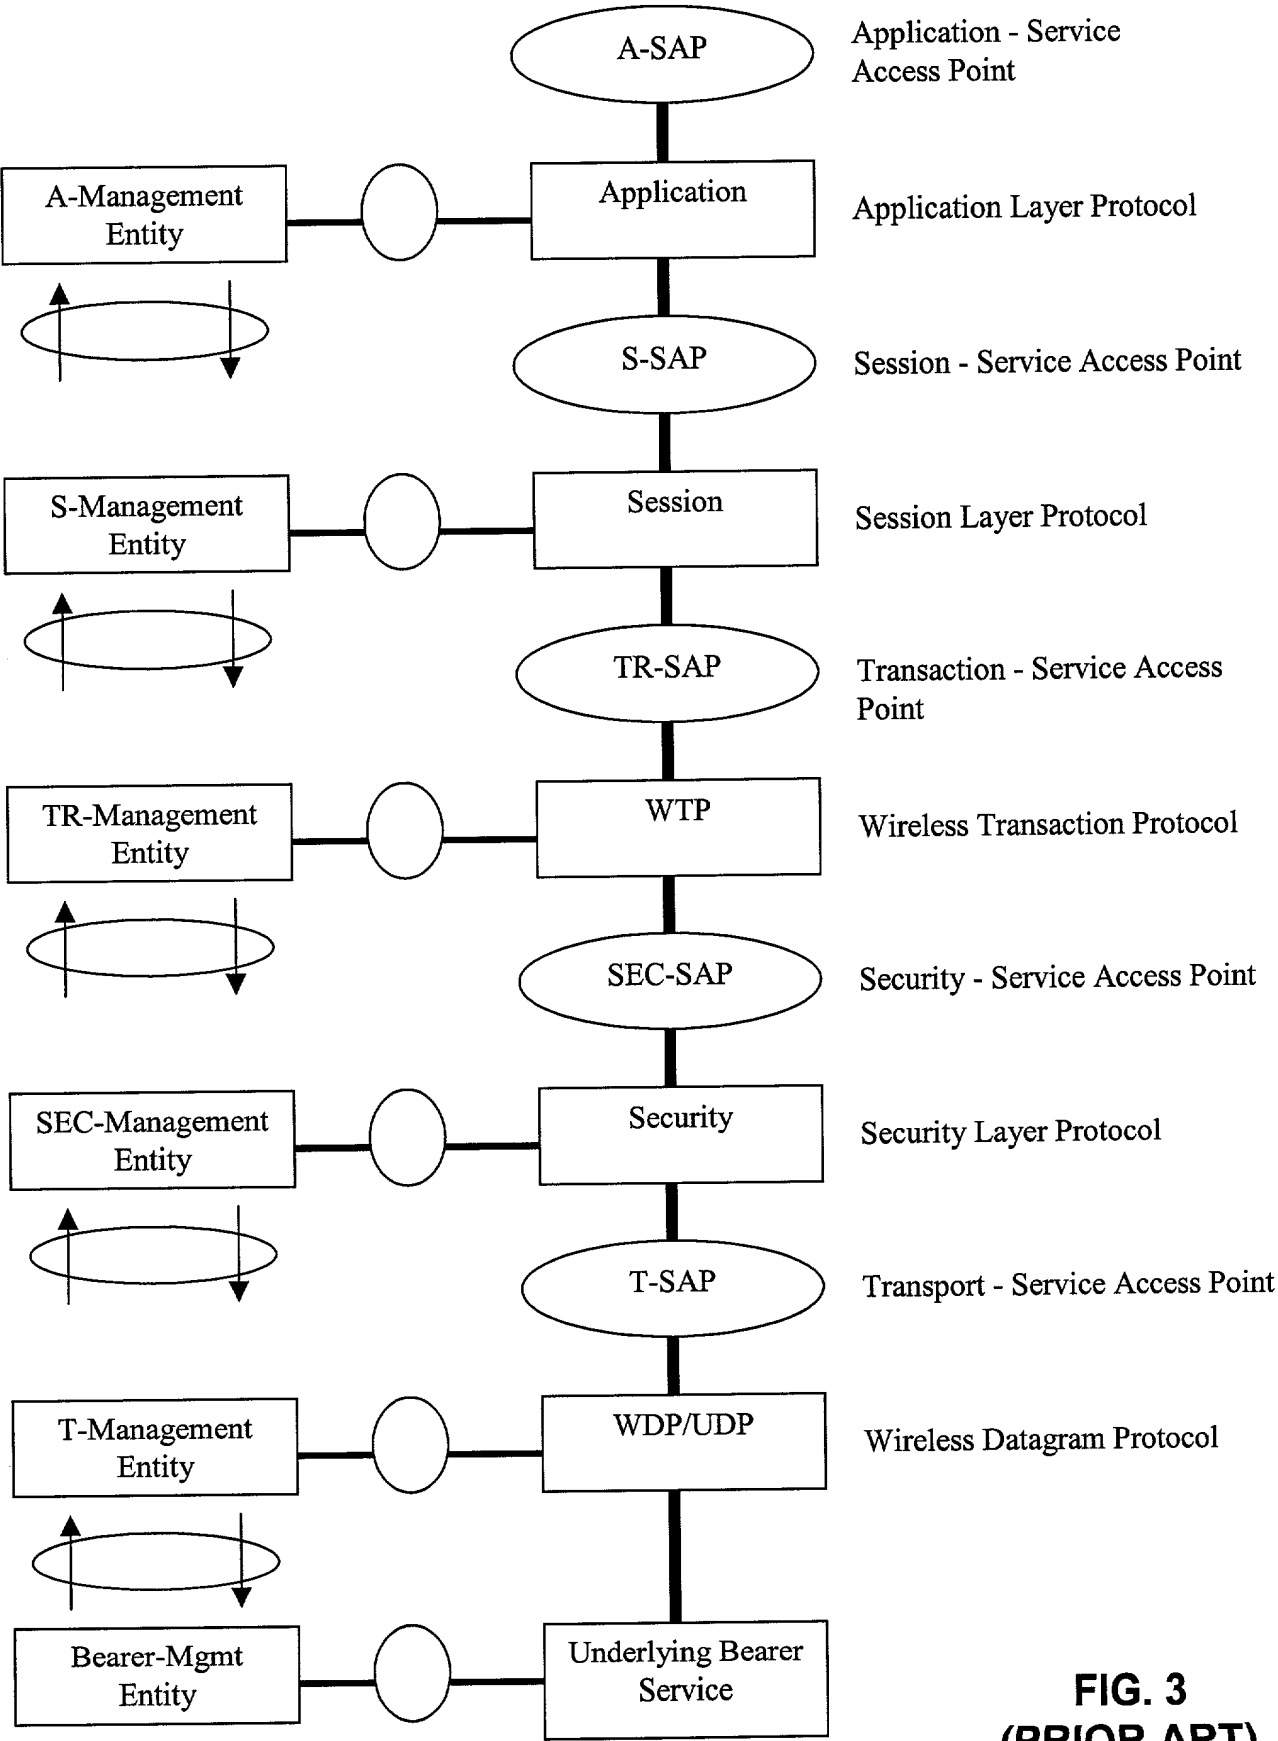 A-SAP
Application - Service
Access Point
A-Management
Entity
Application
Application Layer Protocol
S-SAP
Session - Service Access Point
S-Management
Entity
Session
Session Layer Protocol
TR-SAP
Transaction - Service Access
Point
TR-Management
Entity
WTP
Wireless Transaction Protocol
SEC-SAP
Security - Service Access Point
SEC-Management
Entity
Security
Security Layer Protocol
T-SAP
Transport - Service Access Point
T-Management
Entity
WDP/UDP
Wireless Datagram Protocol
Bearer-Mgmt
Entity
Underlying Bearer
Service
FIG. 3
(PRIOR ART)